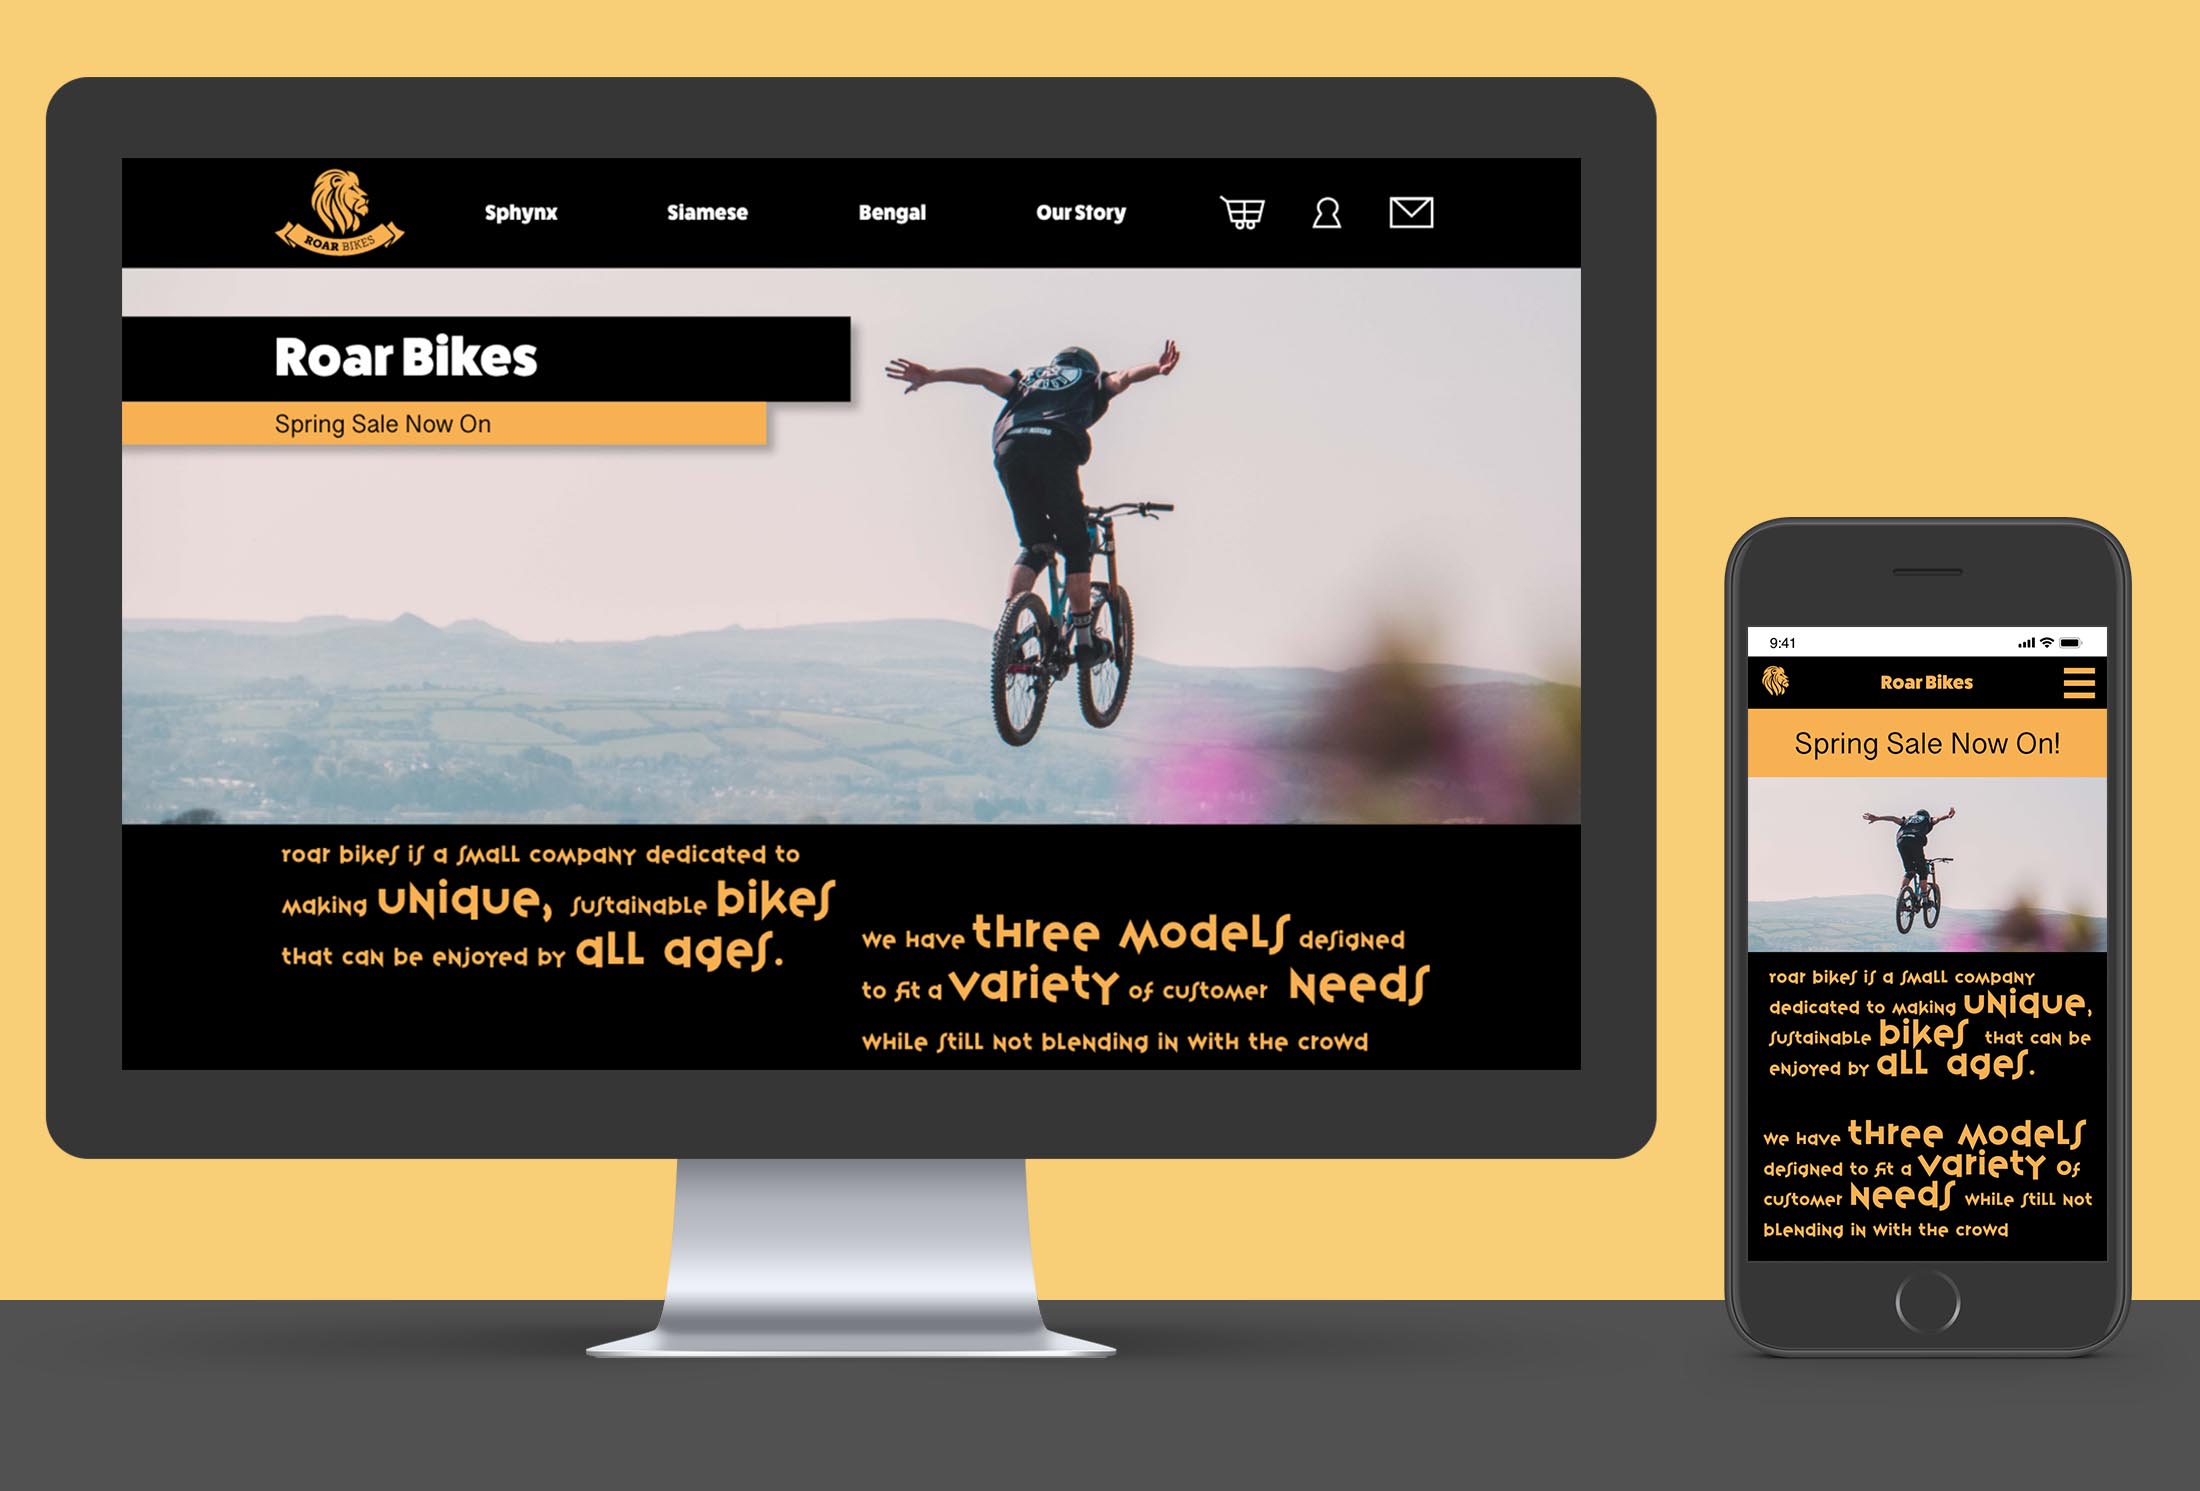 ROAR BIKES
Sphynx
Siamese
Bengal
Our Story
Roar Bikes
Spring Sale Now On
roar bikes is a small company dedicated to
making unique, sustainable bikes
that can be enjoyed by all ages.
we have three models designed
to fit a variety of customer needs
while still not blending in with the crowd
9:41
Roar Bikes
Spring Sale Now On!
roar bikes is a small company
dedicated to making unique,
sustainable bikes that can be
enjoyed by all ages.
we have three models
designed to fit a variety of
customer needs while still not
blending in with the crowd